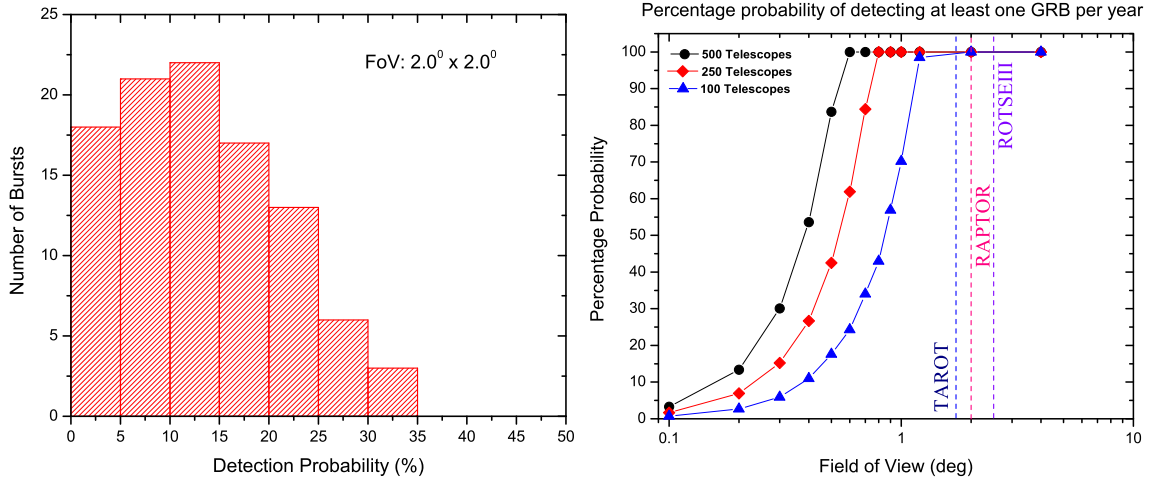 25
20
15
10
5
0
Number of Bursts
FoV: 2.0⁰ x 2.0⁰
0 5 10 15 20 25 30 35 40 45 50
Detection Probability (%)
Percentage probability of detecting at least one GRB per year
100
90
80
70
60
50
40
30
20
10
0
Percentage Probability
500 Telescopes
250 Telescopes
100 Telescopes
TAROT
RAPTOR
ROTSEIII
0.1 1 10
Field of View (deg)